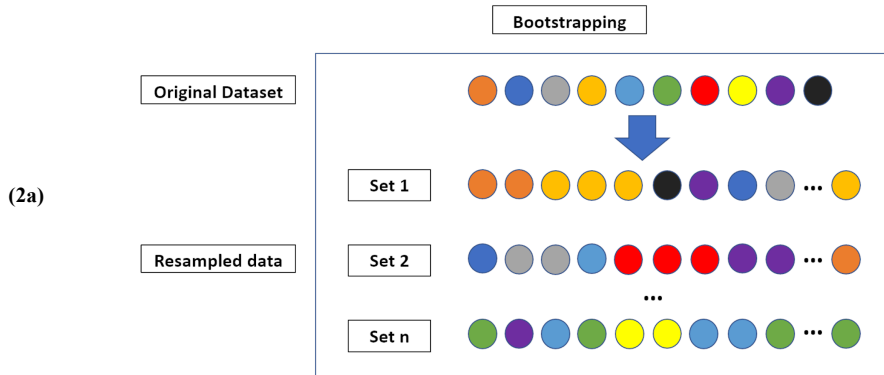 Bootstrapping
Original Dataset
(2a)
Set 1
...
Resampled data
Set 2
...
...
Set n
...